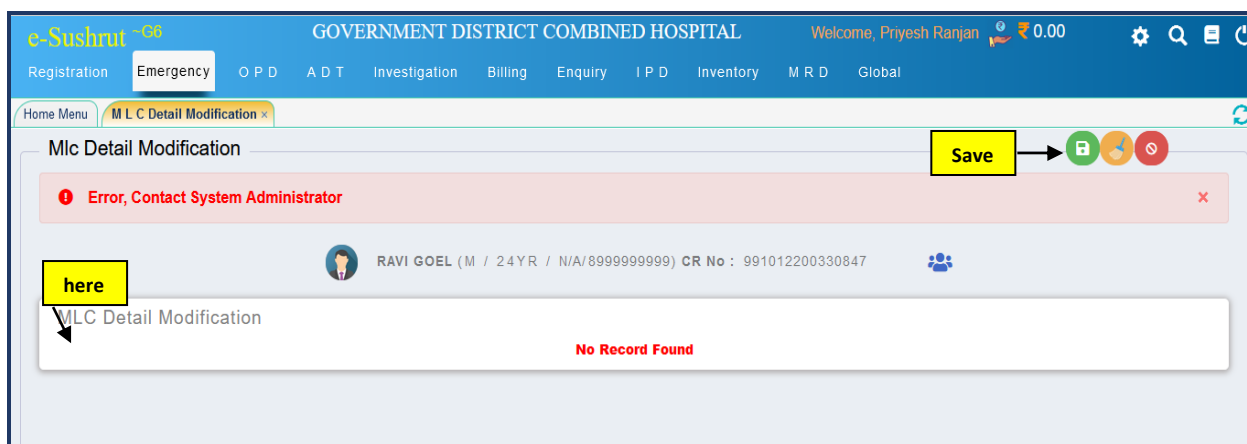 e-Sushrut ~G6 GOVERNMENT DISTRICT COMBINED HOSPITAL Welcome, Priyesh Ranjan ₹ 0.00
Registration Emergency O P D A D T Investigation Billing Enquiry I P D Inventory M R D Global
Home Menu M L C Detail Modification ×
Mlc Detail Modification
Save
Error, Contact System Administrator ×
RAVI GOEL (M / 24YR / N/A/8999999999) CR No : 991012200330847
here
MLC Detail Modification
No Record Found